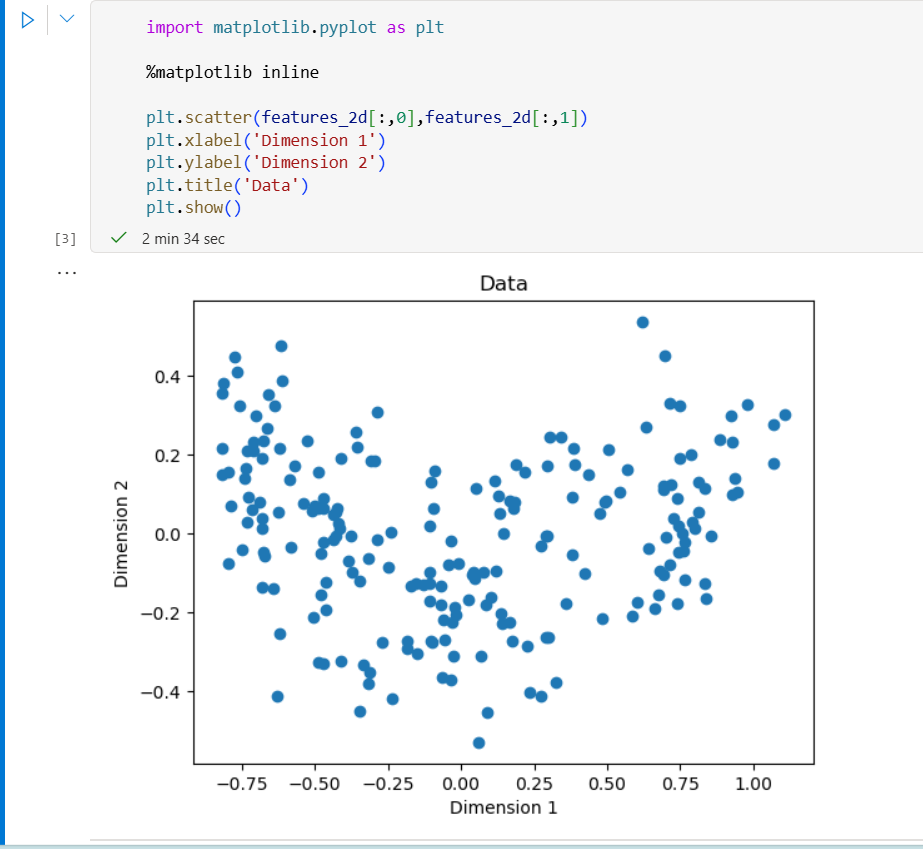 import matplotlib.pyplot as plt
%matplotlib inline
plt.scatter(features_2d[:,0],features_2d[:,1])
plt.xlabel('Dimension 1')
plt.ylabel('Dimension 2')
plt.title('Data')
plt.show()
[3] 2 min 34 sec
...
Data
0.4
0.2
0.0
−0.2
−0.4
Dimension 2
−0.75 −0.50 −0.25 0.00 0.25 0.50 0.75 1.00
Dimension 1